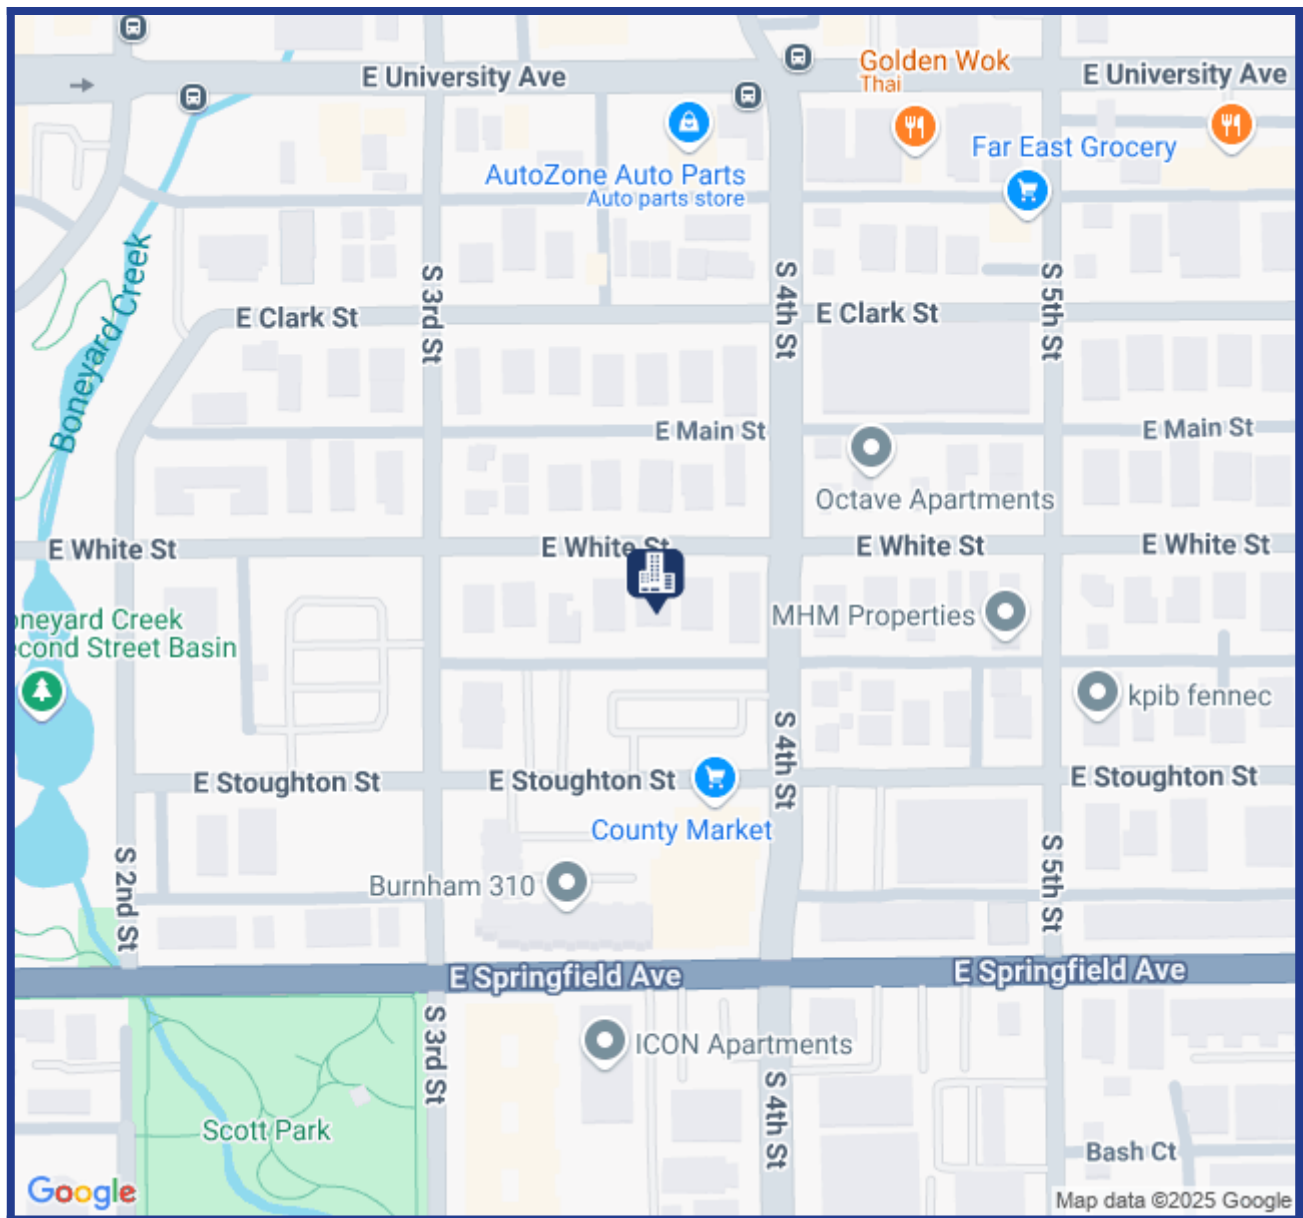 E University Ave
Golden Wok
Thai
E University Ave
Far East Grocery
AutoZone Auto Parts
Auto parts store
Boneyard Creek
S 3rd St
S 4th St
S 5th St
E Clark St
E Clark St
E Main St
E Main St
Octave Apartments
E White St
E White St
E White St
E White St
oneyard Creek
econd Street Basin
MHM Properties
kpib fennec
S 4th St
E Stoughton St
E Stoughton St
E Stoughton St
County Market
S 2nd St
S 5th St
Burnham 310
E Springfield Ave
E Springfield Ave
S 3rd St
ICON Apartments
S 4th St
Scott Park
Bash Ct
Google
Map data ©2025 Google